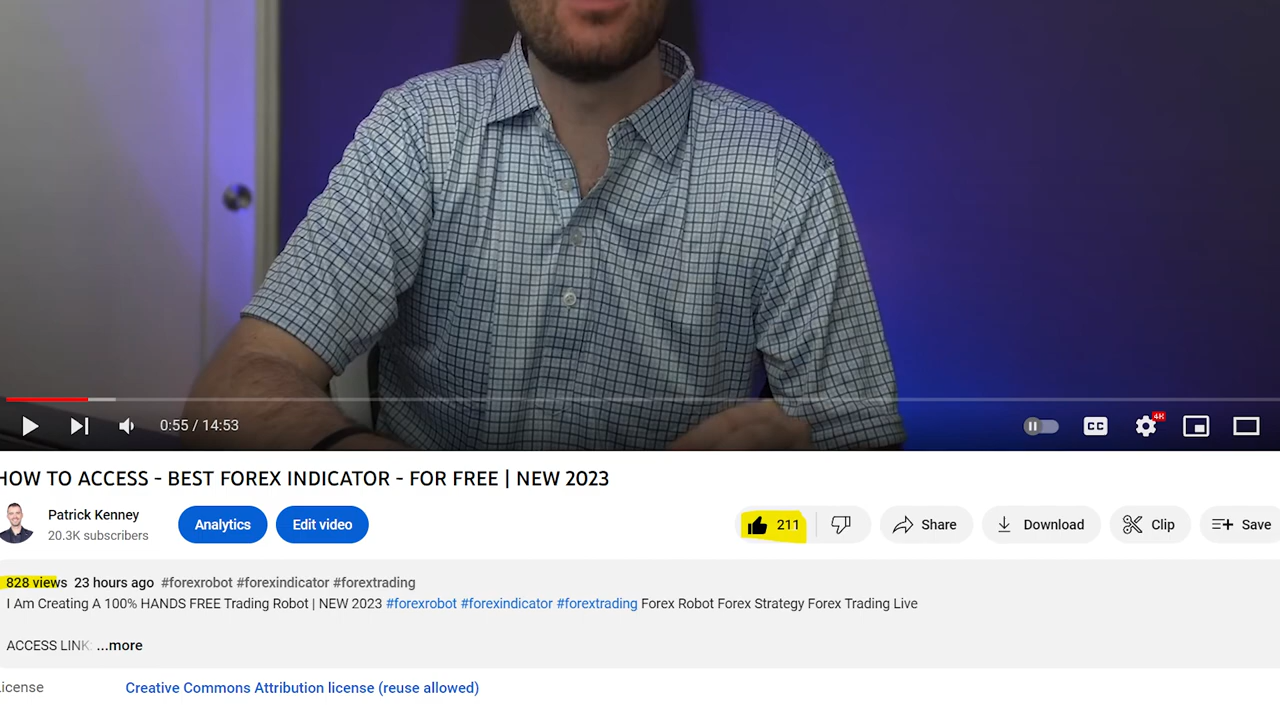 4K
CC
0:55 / 14:53
HOW TO ACCESS - BEST FOREX INDICATOR - FOR FREE | NEW 2023
Patrick Kenney
20.3K subscribers
Analytics
Edit video
211
Share
Download
Clip
Save
828 views 23 hours ago #forexrobot #forexindicator #forextrading
I Am Creating A 100% HANDS FREE Trading Robot | NEW 2023 #forexrobot #forexindicator #forextrading Forex Robot Forex Strategy Forex Trading Live
ACCESS LINK: ...more
License
Creative Commons Attribution license (reuse allowed)